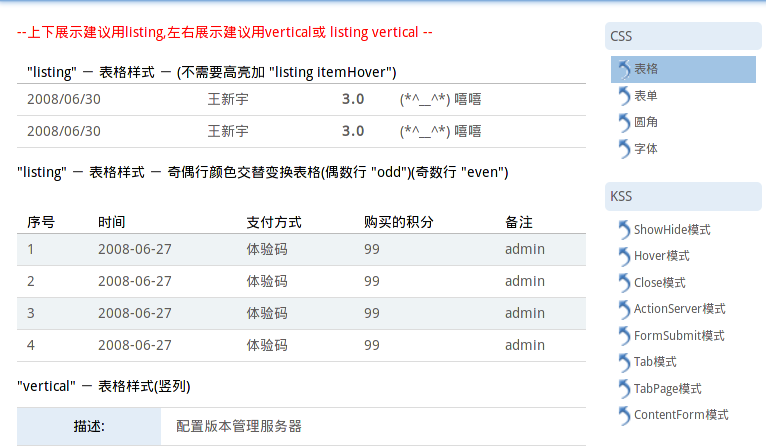 --上下展示建议用listing,左右展示建议用vertical或 listing vertical --
"listing" － 表格样式 － (不需要高亮加 "listing itemHover")
2008/06/30 王新宇 3.0 (*^__^*) 嘻嘻
2008/06/30 王新宇 3.0 (*^__^*) 嘻嘻
"listing" － 表格样式 － 奇偶行颜色交替变换表格(偶数行 "odd")(奇数行 "even")
序号 时间 支付方式 购买的积分 备注
1 2008-06-27 体验码 99 admin
2 2008-06-27 体验码 99 admin
3 2008-06-27 体验码 99 admin
4 2008-06-27 体验码 99 admin
"vertical" － 表格样式(竖列)
描述: 配置版本管理服务器
CSS
表格
表单
圆角
字体
KSS
ShowHide模式
Hover模式
Close模式
ActionServer模式
FormSubmit模式
Tab模式
TabPage模式
ContentForm模式